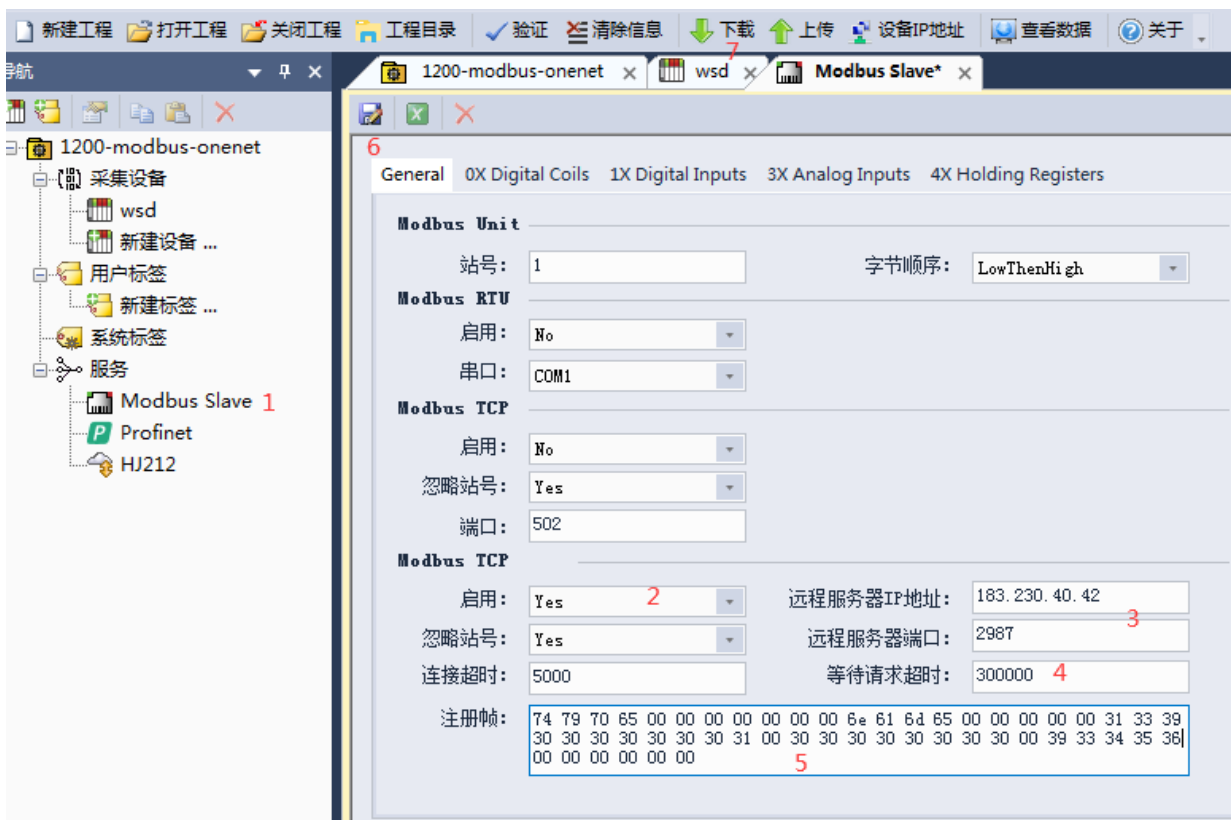 新建工程 打开工程 关闭工程 工程目录 验证 清除信息 下载 上传 设备IP地址 查看数据 关于
7
导航
1200-modbus-onenet wsd Modbus Slave*
6
1200-modbus-onenet
采集设备
wsd
新建设备 ...
用户标签
新建标签 ...
系统标签
服务
Modbus Slave 1
Profinet
HJ212
General 0X Digital Coils 1X Digital Inputs 3X Analog Inputs 4X Holding Registers
Modbus Unit
站号: 1 字节顺序: LowThenHigh
Modbus RTU
启用: No
串口: COM1
Modbus TCP
启用: No
忽略站号: Yes
端口: 502
Modbus TCP
启用: Yes 2 远程服务器IP地址: 183.230.40.42
3
忽略站号: Yes 远程服务器端口: 2987
连接超时: 5000 等待请求超时: 300000 4
注册帧: 74 79 70 65 00 00 00 00 00 00 00 6e 61 6d 65 00 00 00 00 00 31 33 39
30 30 30 30 30 30 30 31 00 30 30 30 30 30 30 30 30 00 39 33 34 35 36
00 00 00 00 00 00
5